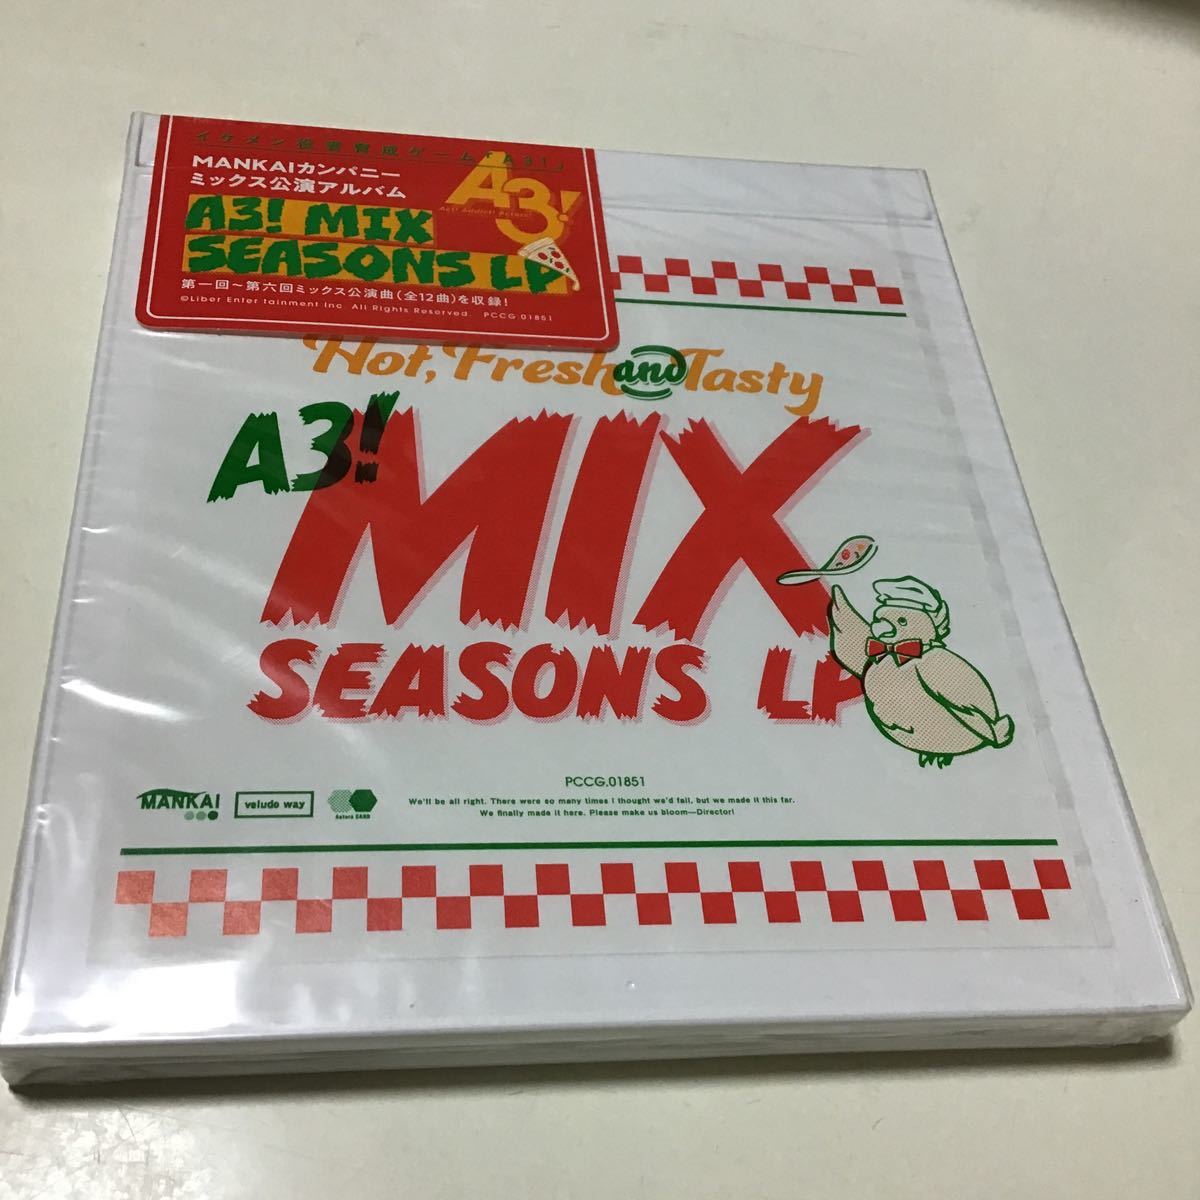 イケメン役者育成ゲーム「A3!」
MANKAIカンパニー
ミックス公演アルバム
A3!
Act! Addict! Actors!
A3! MIX
SEASONS LP
第一回～第六回ミックス公演曲(全12曲)を収録!
©Liber Entertainment Inc. All Rights Reserved. PCCG.01851
Hot, Fresh and Tasty
A3!
MIX
SEASONS LP
PCCG.01851
MANKAI
veludo way
We'll be all right. There were so many times I thought we'd fail, but we made it this far.
We finally made it here. Please make us bloom—Director!